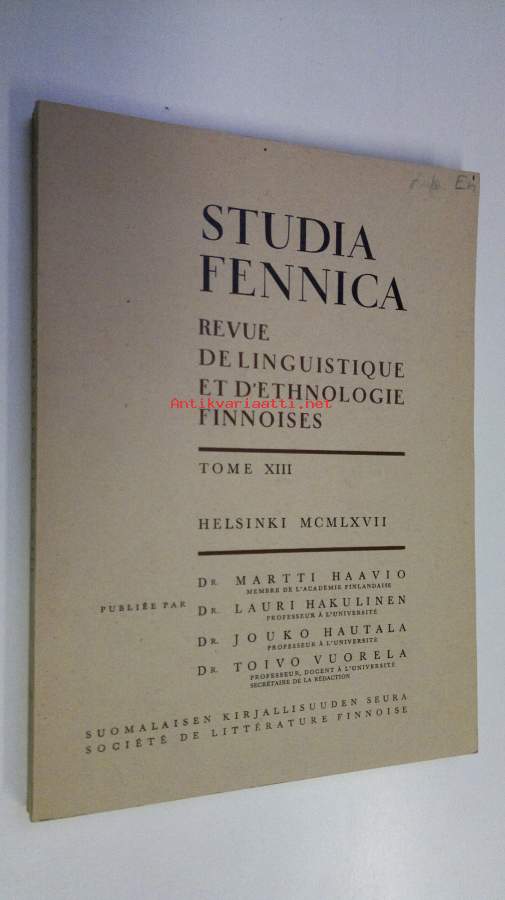 En
STUDIA
FENNICA
REVUE
DE LINGUISTIQUE
ET D'ETHNOLOGIE
Antikvariaatti.net
FINNOISES
TOME XIII
HELSINKI MCMLXVII
PUBLIÉE PAR
DR. MARTTI HAAVIO
MEMBRE DE L'ACADÉMIE FINLANDAISE
DR. LAURI HAKULINEN
PROFESSEUR À L'UNIVERSITÉ
DR. JOUKO HAUTALA
PROFESSEUR À L'UNIVERSITÉ
DR. TOIVO VUORELA
PROFESSEUR, DOCENT À L'UNIVERSITÉ
SECRÉTAIRE DE LA RÉDACTION
SUOMALAISEN KIRJALLISUUDEN SEURA
SOCIÉTÉ DE LITTÉRATURE FINNOISE